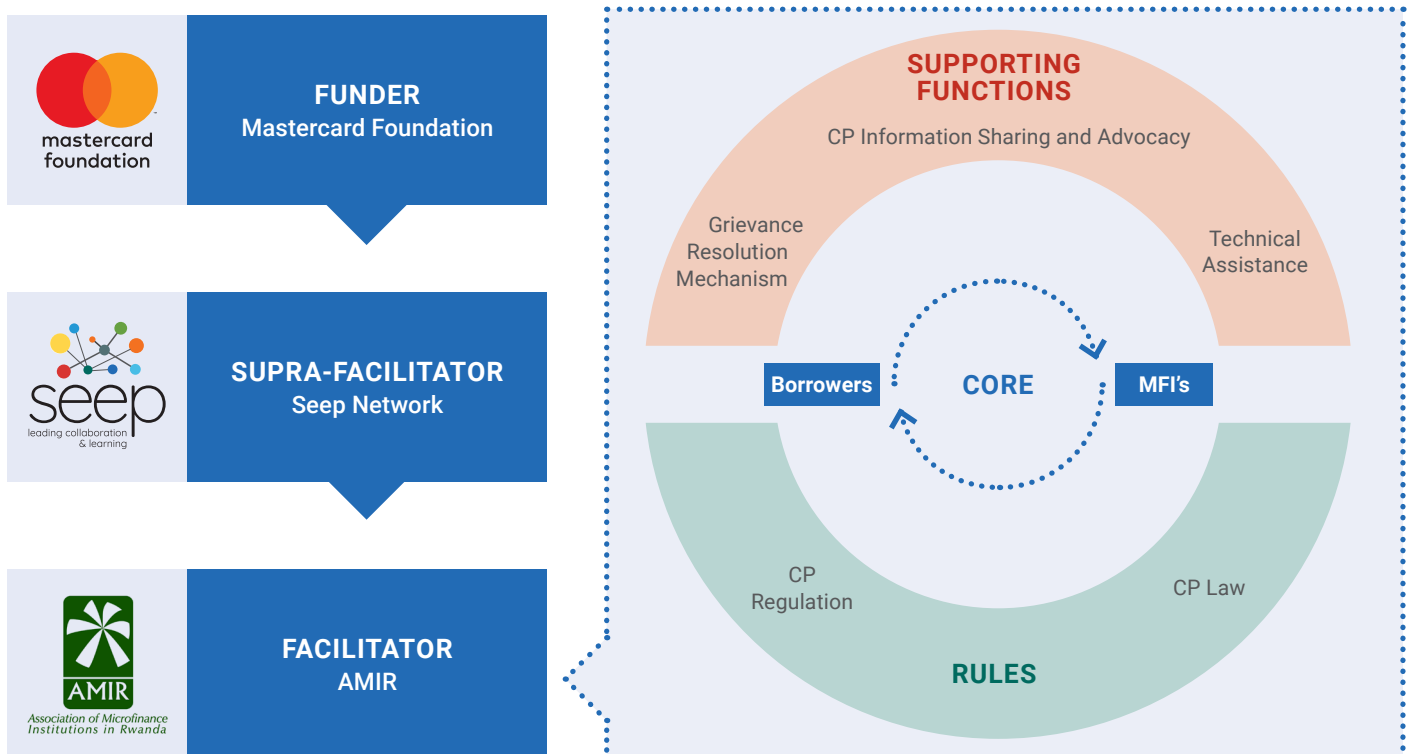 mastercard
foundation
FUNDER
Mastercard Foundation
seep
leading collaboration
& learning
SUPRA-FACILITATOR
Seep Network
AMIR
Association of Microfinance
Institutions in Rwanda
FACILITATOR
AMIR
SUPPORTING
FUNCTIONS
CP Information Sharing and Advocacy
Grievance
Resolution
Mechanism
Technical
Assistance
Borrowers
CORE
MFI's
CP
Regulation
CP Law
RULES